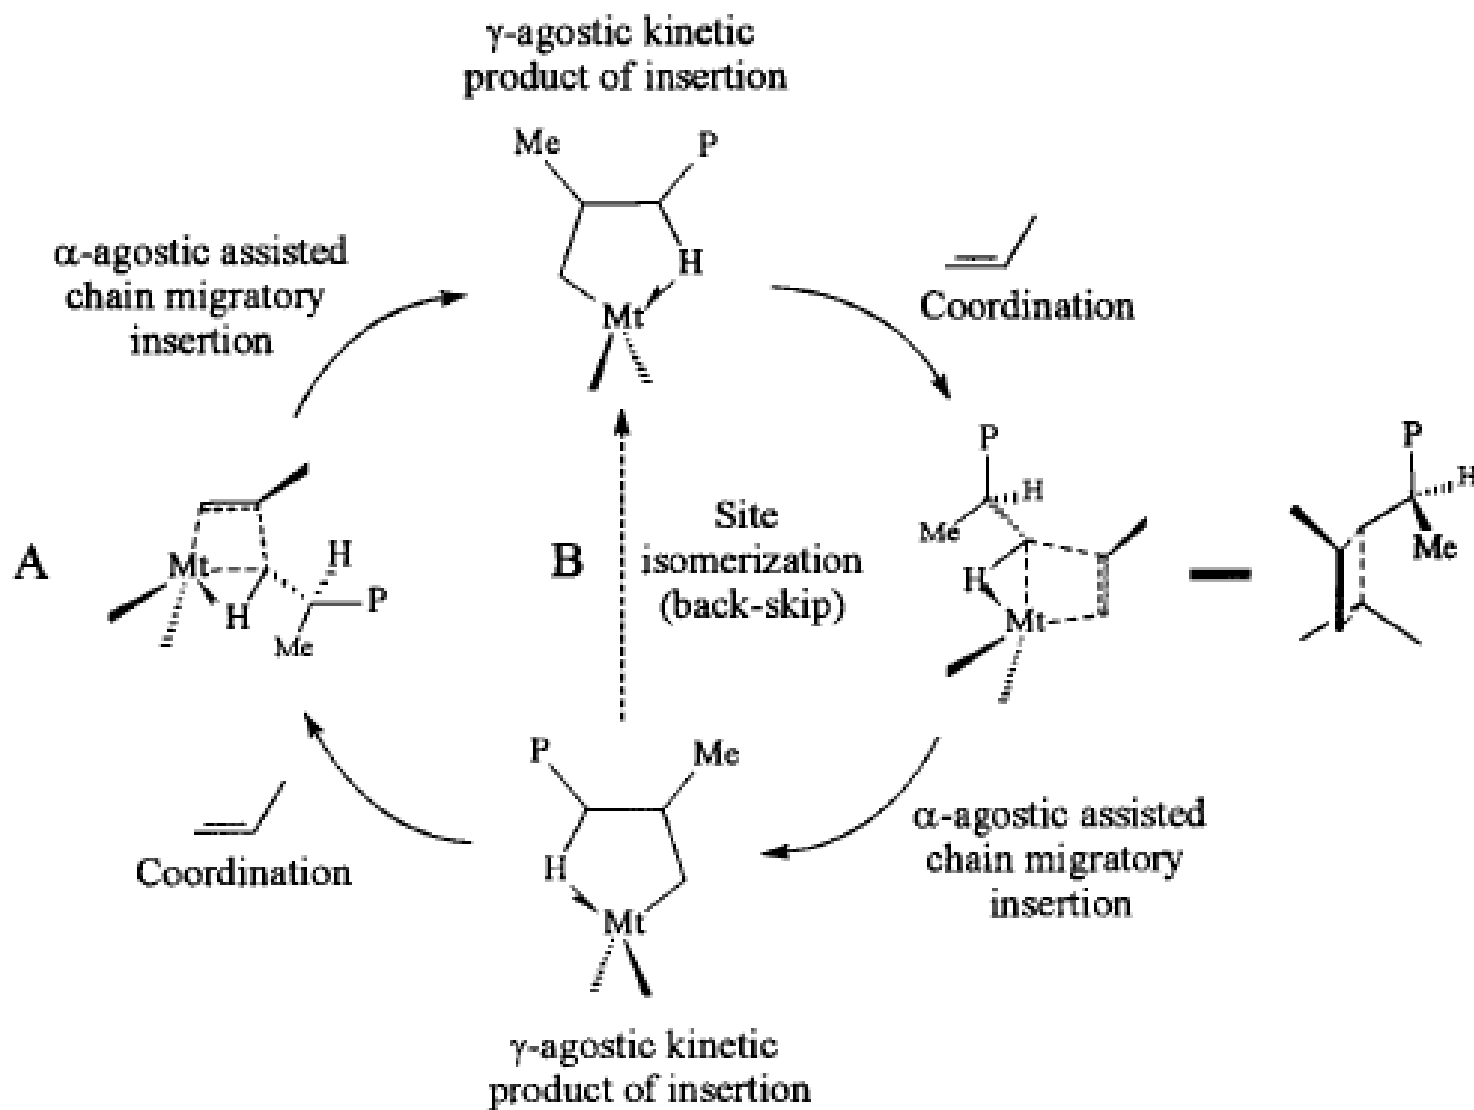 γ-agostic kinetic
product of insertion
Me
P
H
Mt
α-agostic assisted
chain migratory
insertion
Coordination
A
Mt
H
H
P
Me
B
Site
isomerization
(back-skip)
P
H
Me
H
Mt
P
H
Me
P
Me
H
Mt
Coordination
α-agostic assisted
chain migratory
insertion
γ-agostic kinetic
product of insertion